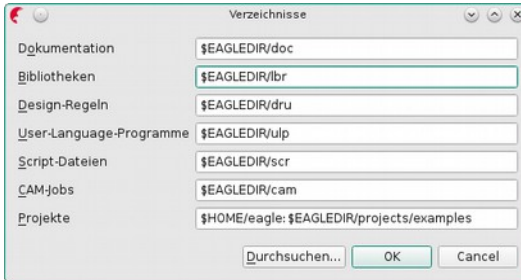 Verzeichnisse
Dokumentation $EAGLEDIR/doc
Bibliotheken $EAGLEDIR/lbr
Design-Regeln $EAGLEDIR/dru
User-Language-Programme $EAGLEDIR/ulp
Script-Dateien $EAGLEDIR/scr
CAM-Jobs $EAGLEDIR/cam
Projekte $HOME/eagle:$EAGLEDIR/projects/examples
Durchsuchen... OK Cancel